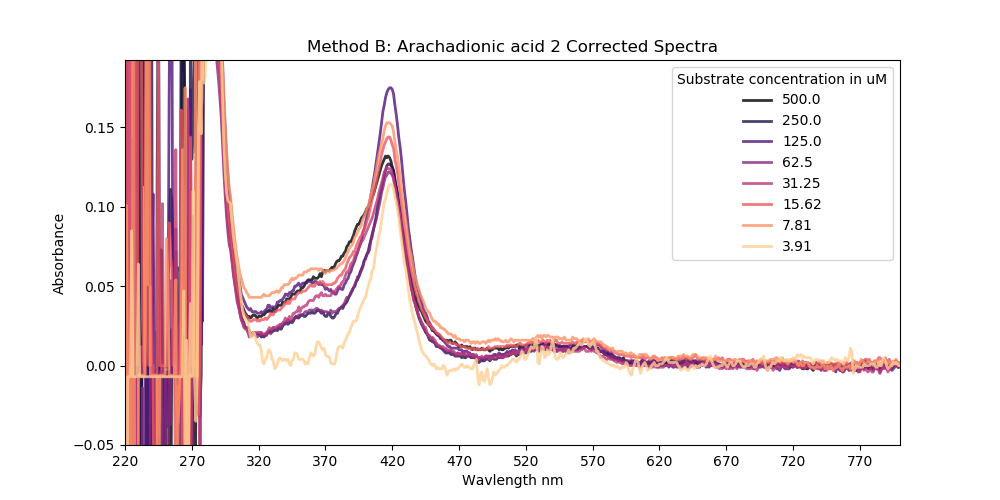 Method B: Arachadionic acid 2 Corrected Spectra
Substrate concentration in uM
500.0
250.0
125.0
62.5
31.25
15.62
7.81
3.91
Absorbance
0.15
0.10
0.05
0.00
−0.05
220 270 320 370 420 470 520 570 620 670 720 770
Wavlength nm